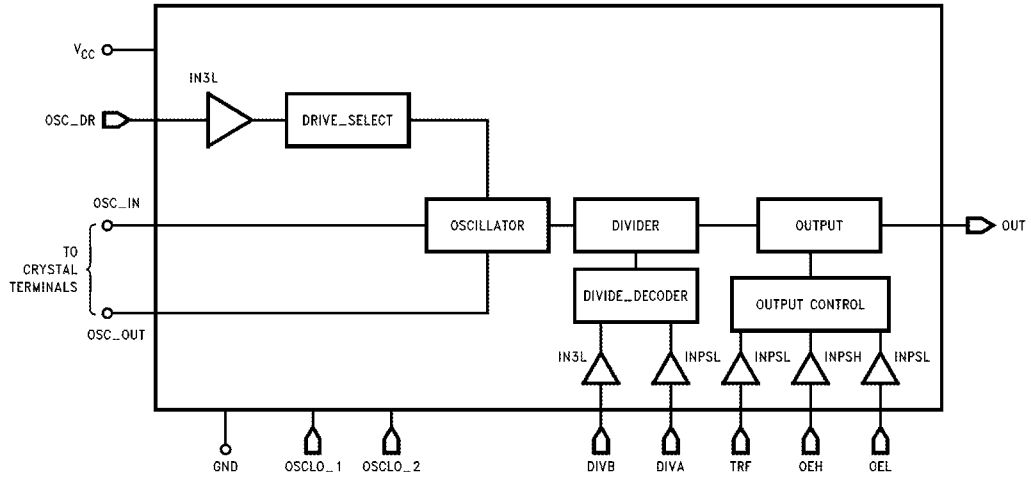 VCC
IN3L
OSC_DR
DRIVE_SELECT
OSC_IN
OSCILLATOR
DIVIDER
OUTPUT
OUT
TO
CRYSTAL
TERMINALS
DIVIDE_DECODER
OUTPUT CONTROL
OSC_OUT
IN3L
INPSL
INPSL
INPSH
INPSL
GND
OSCLO_1
OSCLO_2
DIVB
DIVA
TRF
OEH
OEL